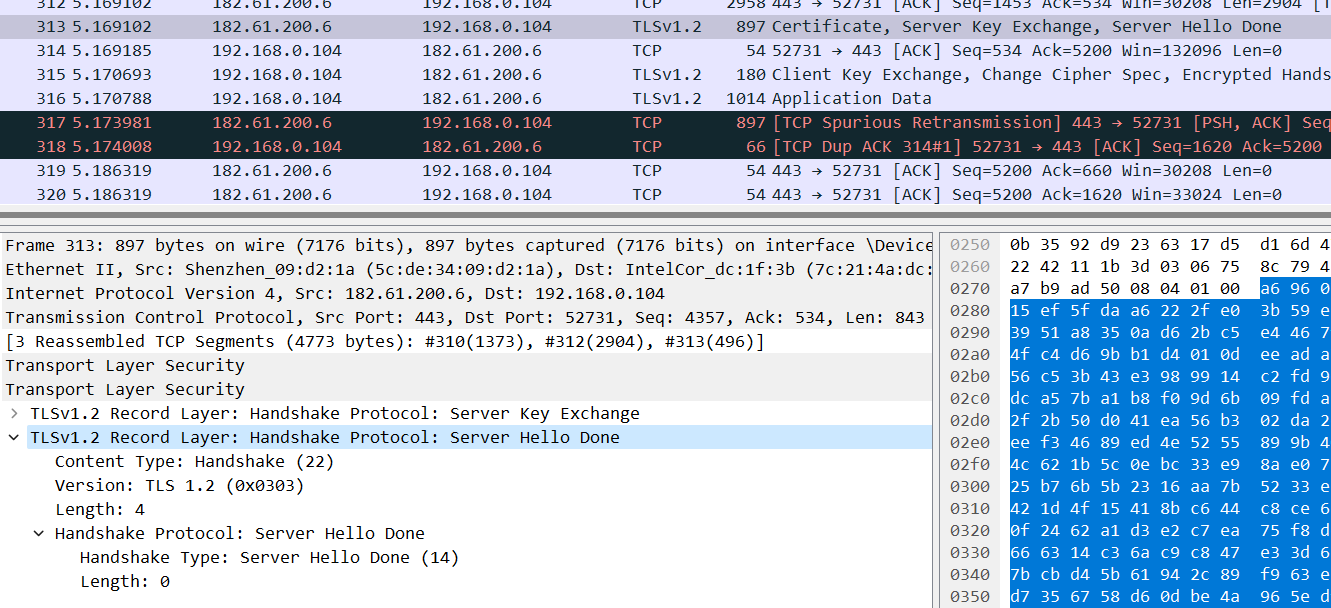 312 5.169102 182.61.200.6 192.168.0.104 TCP 2958 443 → 52731 [ACK] Seq=1453 Ack=534 Win=30208 Len=2904
313 5.169102 182.61.200.6 192.168.0.104 TLSv1.2 897 Certificate, Server Key Exchange, Server Hello Done
314 5.169185 192.168.0.104 182.61.200.6 TCP 54 52731 → 443 [ACK] Seq=534 Ack=5200 Win=132096 Len=0
315 5.170693 192.168.0.104 182.61.200.6 TLSv1.2 180 Client Key Exchange, Change Cipher Spec, Encrypted Hands
316 5.170788 192.168.0.104 182.61.200.6 TLSv1.2 1014 Application Data
317 5.173981 182.61.200.6 192.168.0.104 TCP 897 [TCP Spurious Retransmission] 443 → 52731 [PSH, ACK] Seq
318 5.174008 192.168.0.104 182.61.200.6 TCP 66 [TCP Dup ACK 314#1] 52731 → 443 [ACK] Seq=1620 Ack=5200
319 5.186319 182.61.200.6 192.168.0.104 TCP 54 443 → 52731 [ACK] Seq=5200 Ack=660 Win=30208 Len=0
320 5.186319 182.61.200.6 192.168.0.104 TCP 54 443 → 52731 [ACK] Seq=5200 Ack=1620 Win=33024 Len=0
Frame 313: 897 bytes on wire (7176 bits), 897 bytes captured (7176 bits) on interface \Device
Ethernet II, Src: Shenzhen_09:d2:1a (5c:de:34:09:d2:1a), Dst: IntelCor_dc:1f:3b (7c:21:4a:dc:
Internet Protocol Version 4, Src: 182.61.200.6, Dst: 192.168.0.104
Transmission Control Protocol, Src Port: 443, Dst Port: 52731, Seq: 4357, Ack: 534, Len: 843
[3 Reassembled TCP Segments (4773 bytes): #310(1373), #312(2904), #313(496)]
Transport Layer Security
Transport Layer Security
TLSv1.2 Record Layer: Handshake Protocol: Server Key Exchange
TLSv1.2 Record Layer: Handshake Protocol: Server Hello Done
Content Type: Handshake (22)
Version: TLS 1.2 (0x0303)
Length: 4
Handshake Protocol: Server Hello Done
Handshake Type: Server Hello Done (14)
Length: 0
0250 0b 35 92 d9 23 63 17 d5 d1 6d 4
0260 22 42 11 1b 3d 03 06 75 8c 79 4
0270 a7 b9 ad 50 08 04 01 00 a6 96 0
0280 15 ef 5f da a6 22 2f e0 3b 59 e
0290 39 51 a8 35 0a d6 2b c5 e4 46 7
02a0 4f c4 d6 9b b1 d4 01 0d ee ad a
02b0 56 c5 3b 43 e3 98 99 14 c2 fd 9
02c0 dc a5 7b a1 b8 f0 9d 6b 09 fd a
02d0 2f 2b 50 d0 41 ea 56 b3 02 da 2
02e0 ee f3 46 89 ed 4e 52 55 89 9b 4
02f0 4c 62 1b 5c 0e bc 33 e9 8a e0 7
0300 25 b7 6b 5b 23 16 aa 7b 52 33 e
0310 42 1d 4f 15 41 8b c6 44 c8 ce 6
0320 0f 24 62 a1 d3 e2 c7 ea 75 f8 d
0330 66 63 14 c3 6a c9 c8 47 e3 3d 6
0340 7b cb d4 5b 61 94 2c 89 f9 63 e
0350 d7 35 67 58 d6 0d be 4a 96 5e d